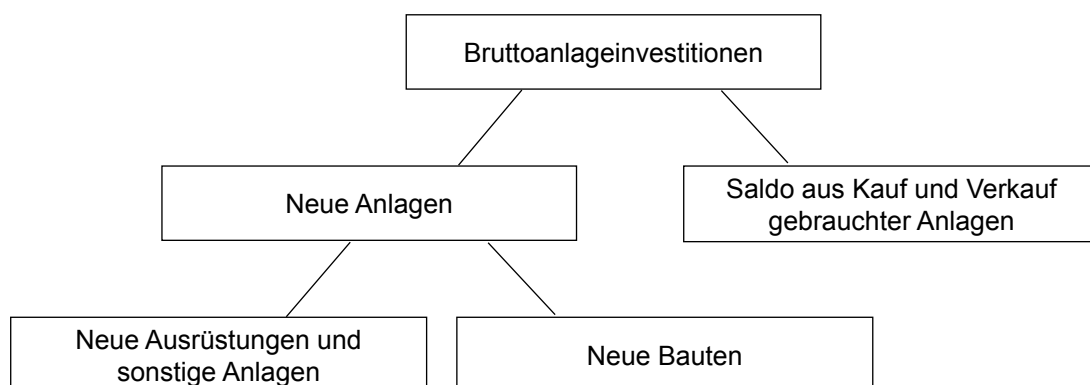 Bruttoanlageinvestitionen
Neue Anlagen
Saldo aus Kauf und Verkauf
gebrauchter Anlagen
Neue Ausrüstungen und
sonstige Anlagen
Neue Bauten